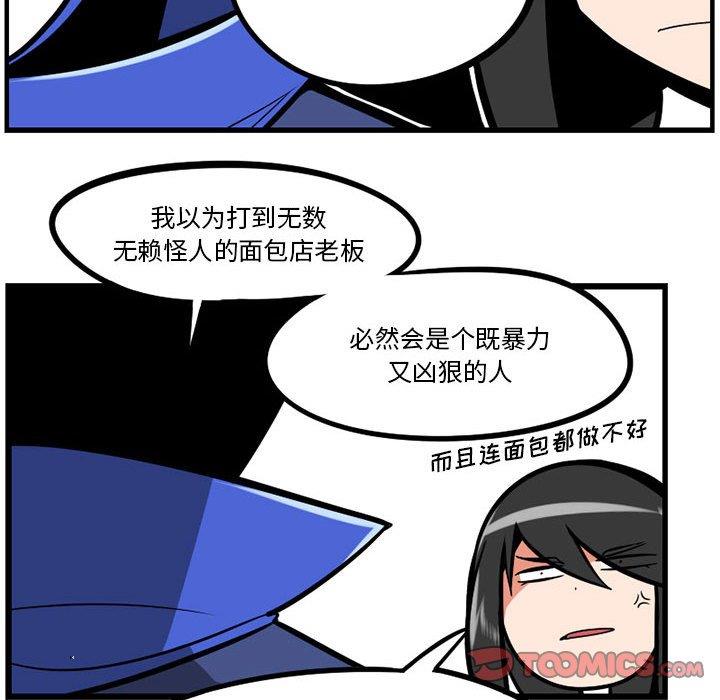 我以为打到无数
无赖怪人的面包店老板
必然会是个既暴力
又凶狠的人
而且连面包都做不好
TOOMICS.COM